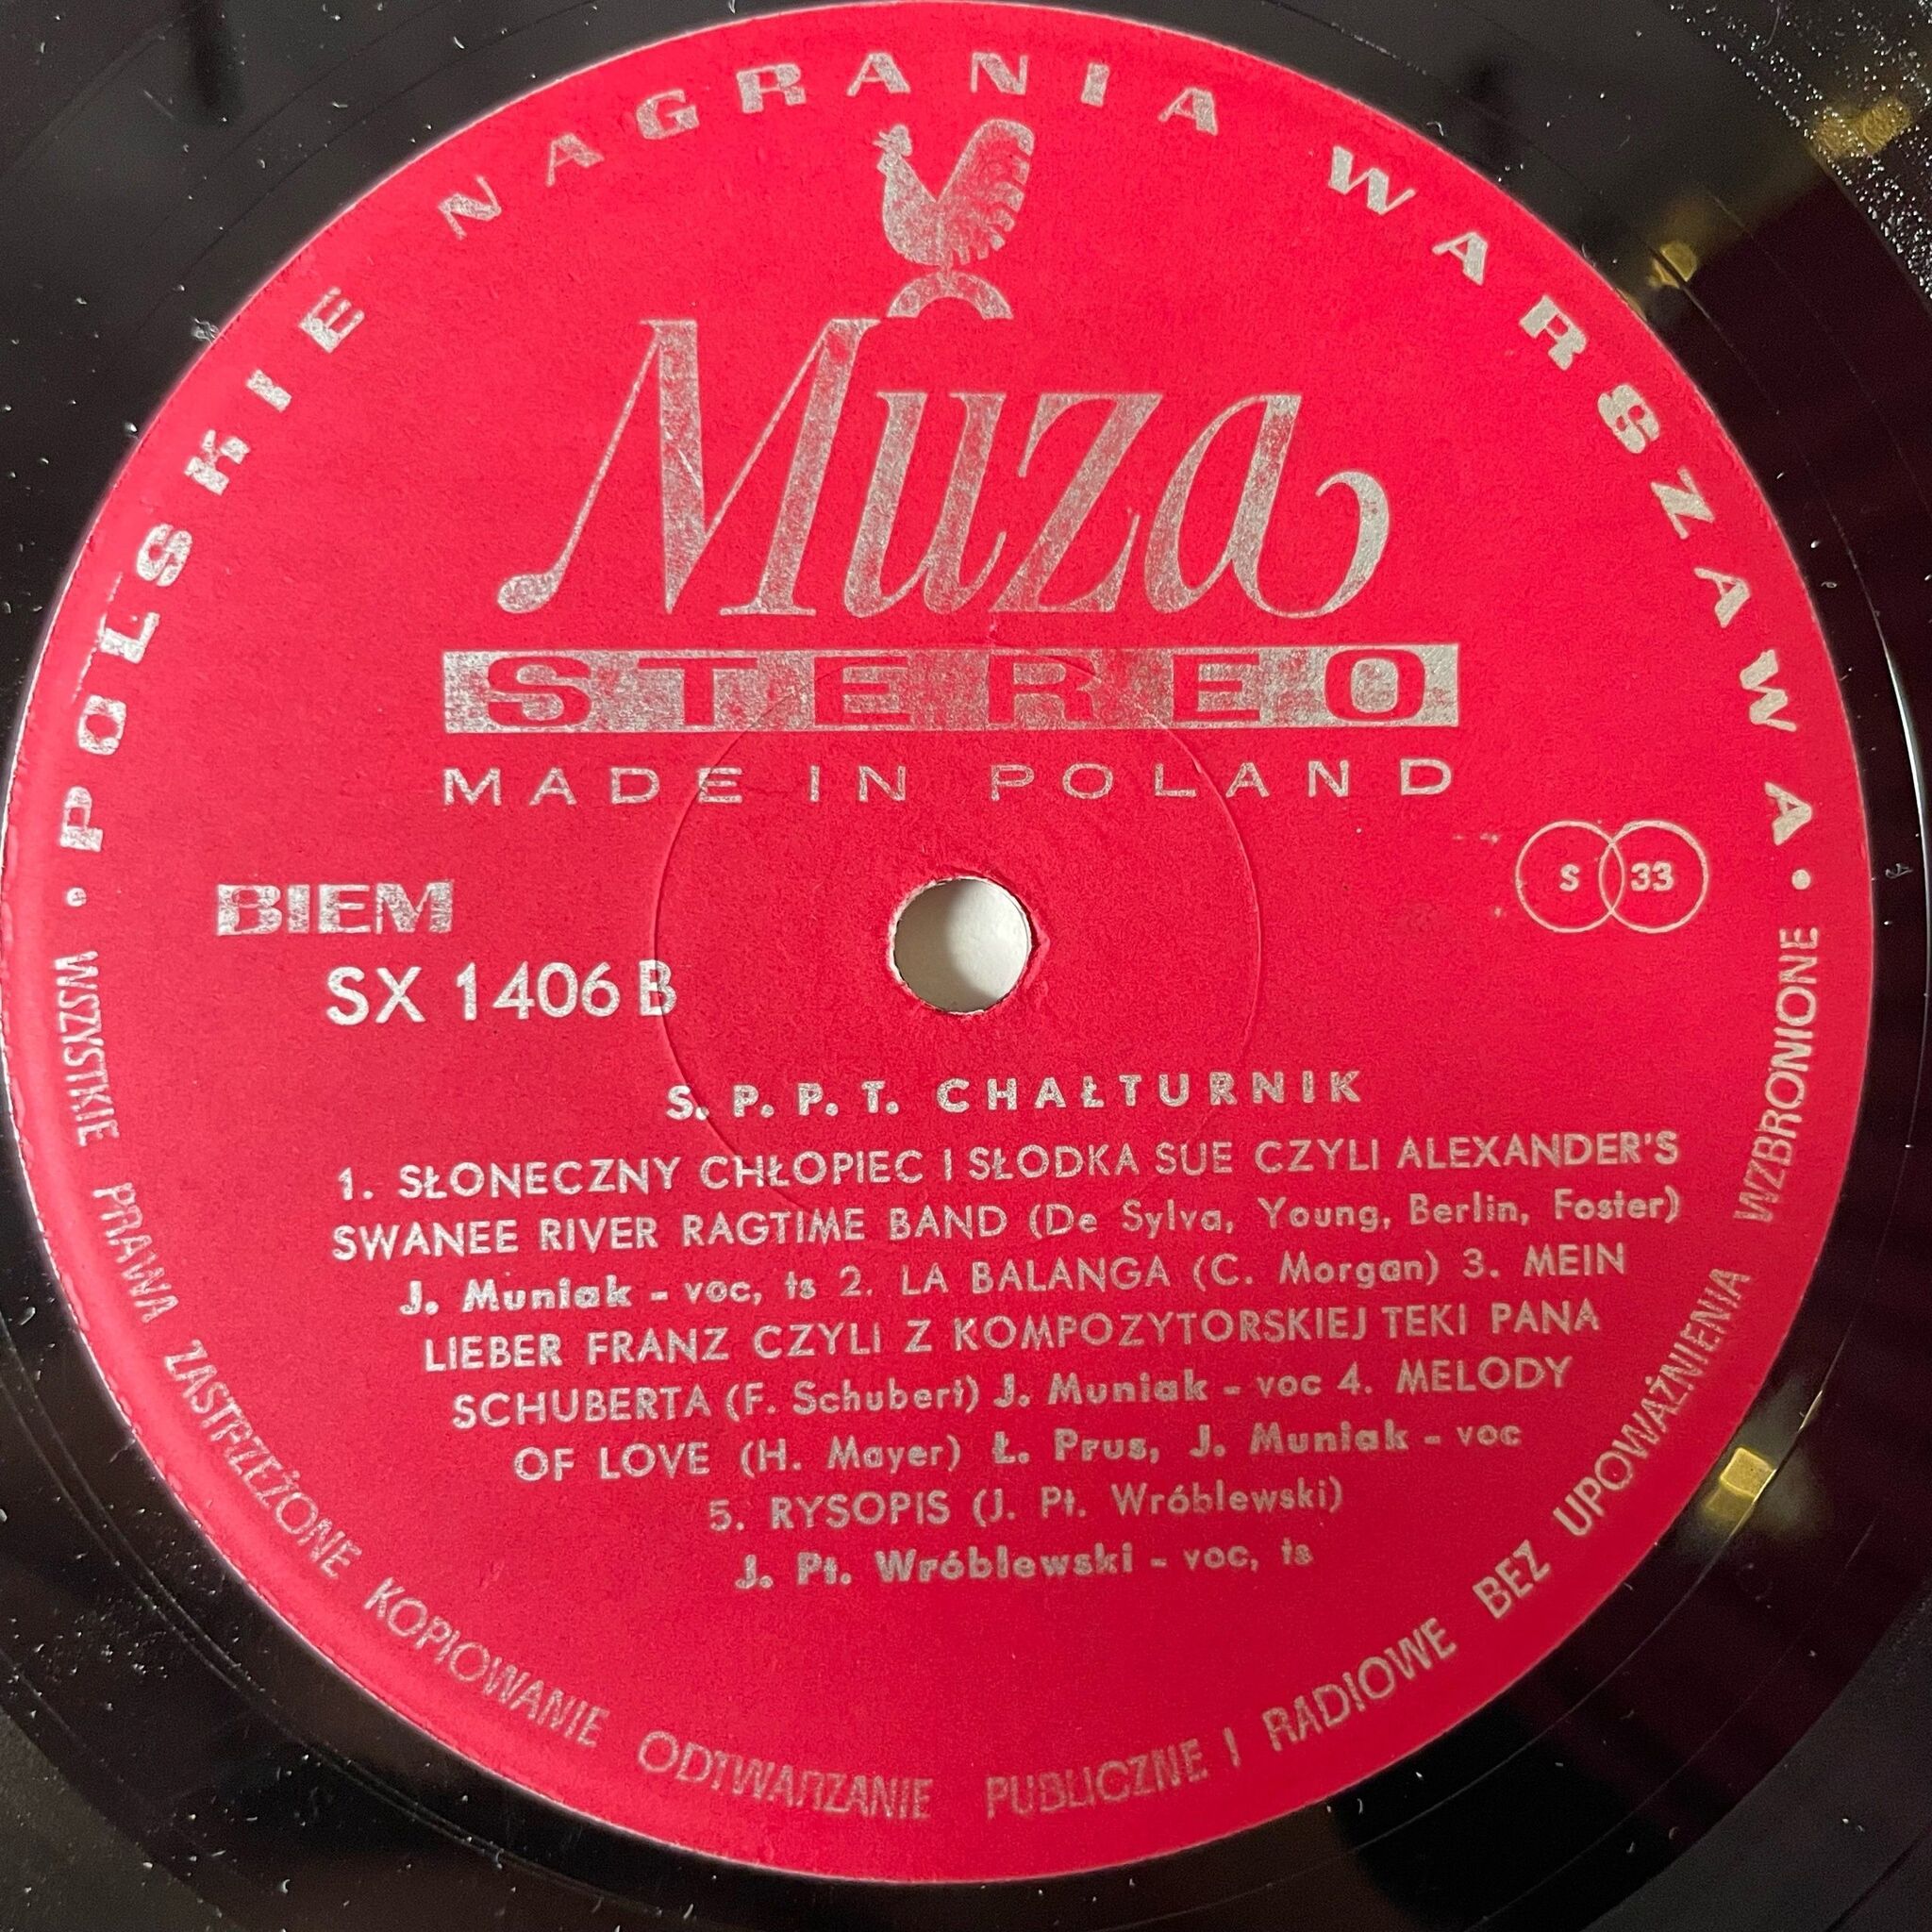 POLSKIE NAGRANIA WARSZAWA
Muza
STEREO
MADE IN POLAND
BIEM
S 33
SX 1406 B
S. P. P. T. CHAŁTURNIK
1. SŁONECZNY CHŁOPIEC I SŁODKA SUE CZYLI ALEXANDER'S
SWANEE RIVER RAGTIME BAND (De Sylva, Young, Berlin, Foster)
J. Muniak - voc, ts 2. LA BALANGA (C. Morgan) 3. MEIN
LIEBER FRANZ CZYLI Z KOMPOZYTORSKIEJ TEKI PANA
SCHUBERTA (F. Schubert) J. Muniak - voc 4. MELODY
OF LOVE (H. Mayer) Ł. Prus, J. Muniak - voc
5. RYSOPIS (J. Pt. Wróblewski)
J. Pt. Wróblewski - voc, ts
• WSZYSTKIE PRAWA ZASTRZEŻONE KOPIOWANIE ODTWARZANIE PUBLICZNE I RADIOWE BEZ UPOWAŻNIENIA WZBRONIONE •